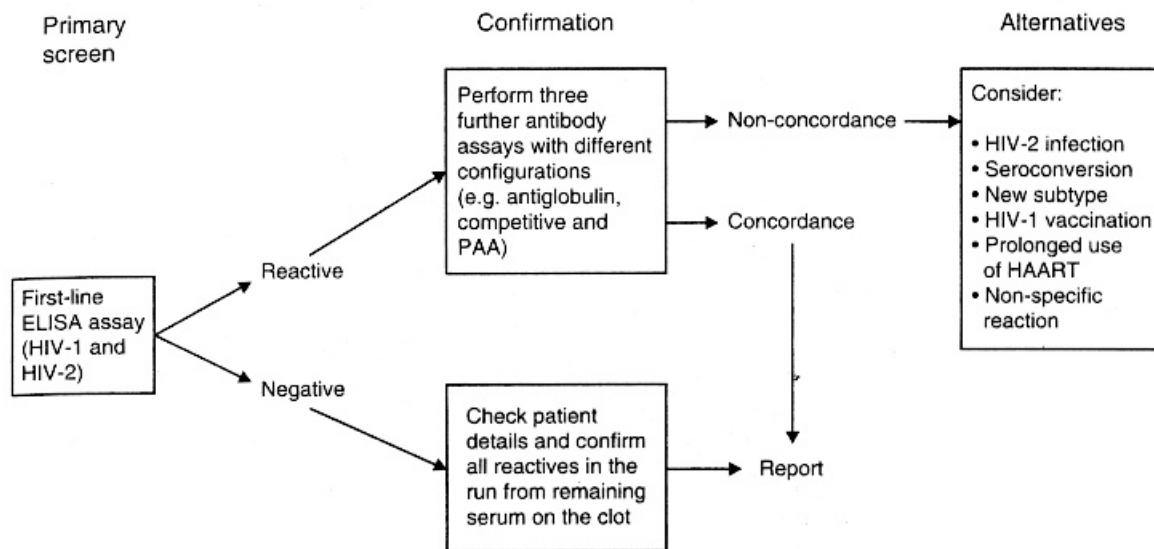 Primary
screen
Confirmation
Alternatives
First-line
ELISA assay
(HIV-1 and
HIV-2)
Reactive
Negative
Perform three
further antibody
assays with different
configurations
(e.g. antiglobulin,
competitive and
PAA)
Check patient
details and confirm
all reactives in the
run from remaining
serum on the clot
Non-concordance
Concordance
Report
Consider:
• HIV-2 infection
• Seroconversion
• New subtype
• HIV-1 vaccination
• Prolonged use
of HAART
• Non-specific
reaction